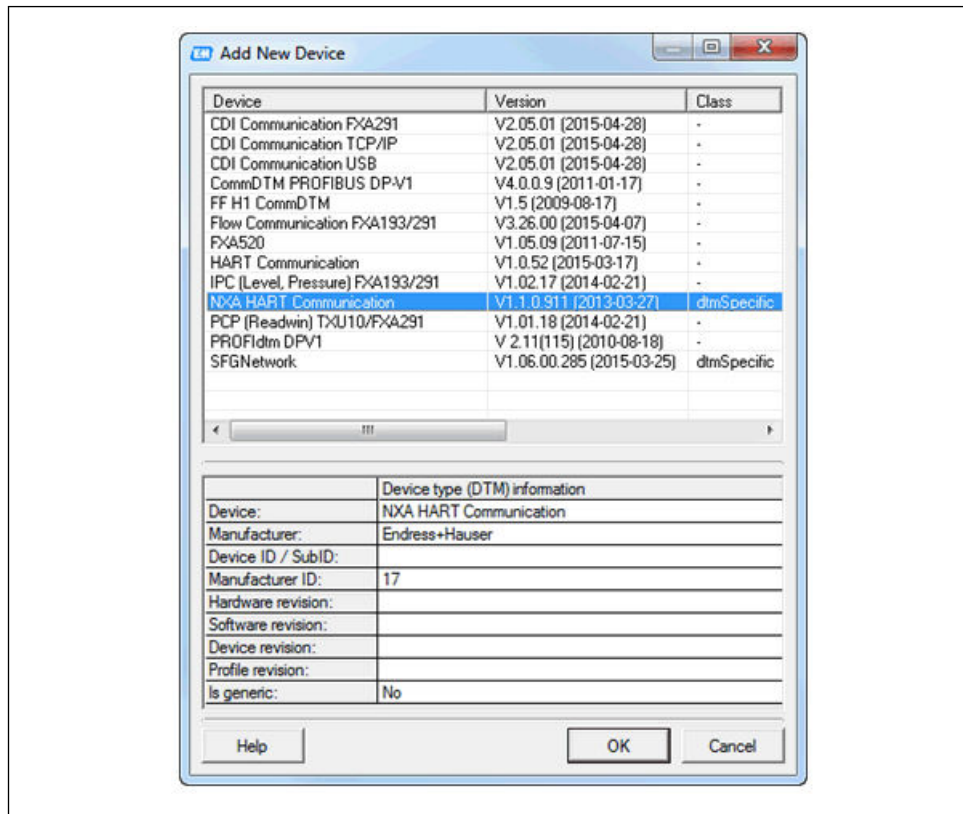 Add New Device
Device Version Class
CDI Communication FXA291 V2.05.01 (2015-04-28) -
CDI Communication TCP/IP V2.05.01 (2015-04-28) -
CDI Communication USB V2.05.01 (2015-04-28) -
CommDTM PROFIBUS DP-V1 V4.0.0.9 (2011-01-17) -
FF H1 CommDTM V1.5 (2009-08-17) -
Flow Communication FXA193/291 V3.26.00 (2015-04-07) -
FXA520 V1.05.09 (2011-07-15) -
HART Communication V1.0.52 (2015-03-17) -
IPC (Level, Pressure) FXA193/291 V1.02.17 (2014-02-21) -
NXA HART Communication V1.1.0.911 (2013-03-27) dtmSpecific
PCP (Readwin) TXU10/FXA291 V1.01.18 (2014-02-21) -
PROFIdtm DPV1 V 2.11(115) (2010-08-18) -
SFGNetwork V1.06.00.285 (2015-03-25) dtmSpecific
Device type (DTM) information
Device: NXA HART Communication
Manufacturer: Endress+Hauser
Device ID / SubID:
Manufacturer ID: 17
Hardware revision:
Software revision:
Device revision:
Profile revision:
Is generic: No
Help OK Cancel